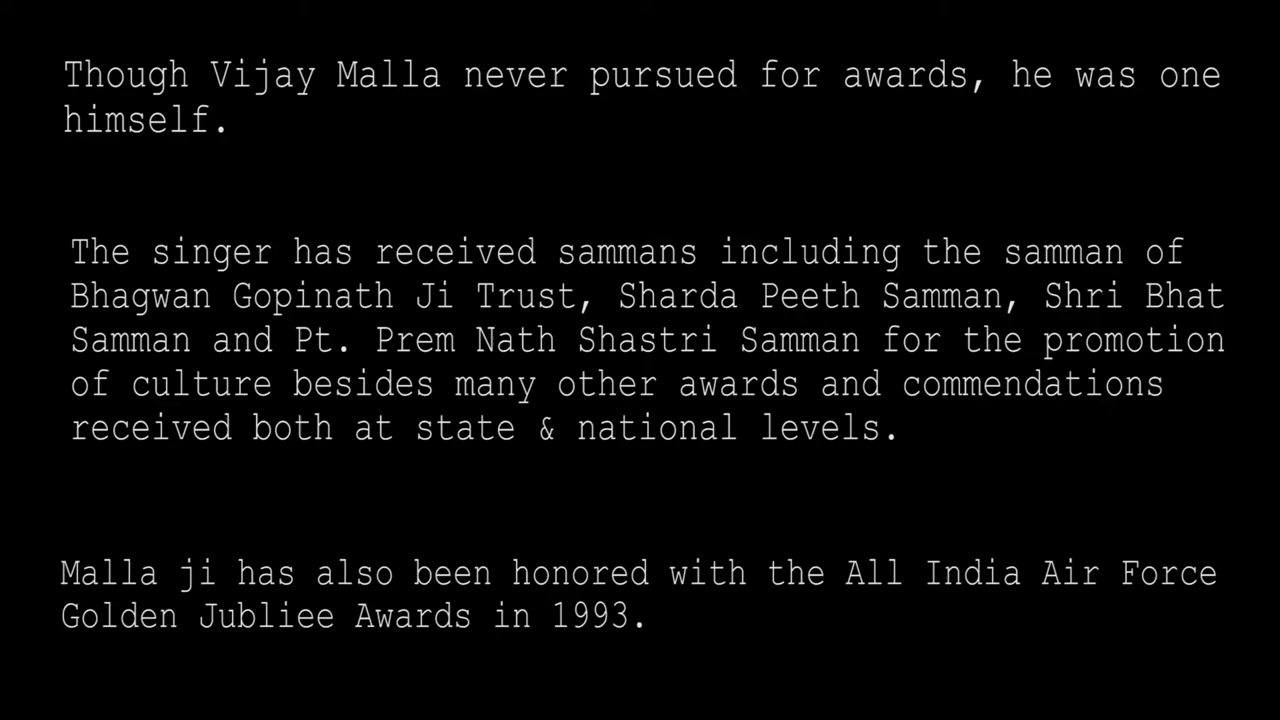 Though Vijay Malla never pursued for awards, he was one
himself.
The singer has received sammans including the samman of
Bhagwan Gopinath Ji Trust, Sharda Peeth Samman, Shri Bhat
Samman and Pt. Prem Nath Shastri Samman for the promotion
of culture besides many other awards and commendations
received both at state & national levels.
Malla ji has also been honored with the All India Air Force
Golden Jubliee Awards in 1993.